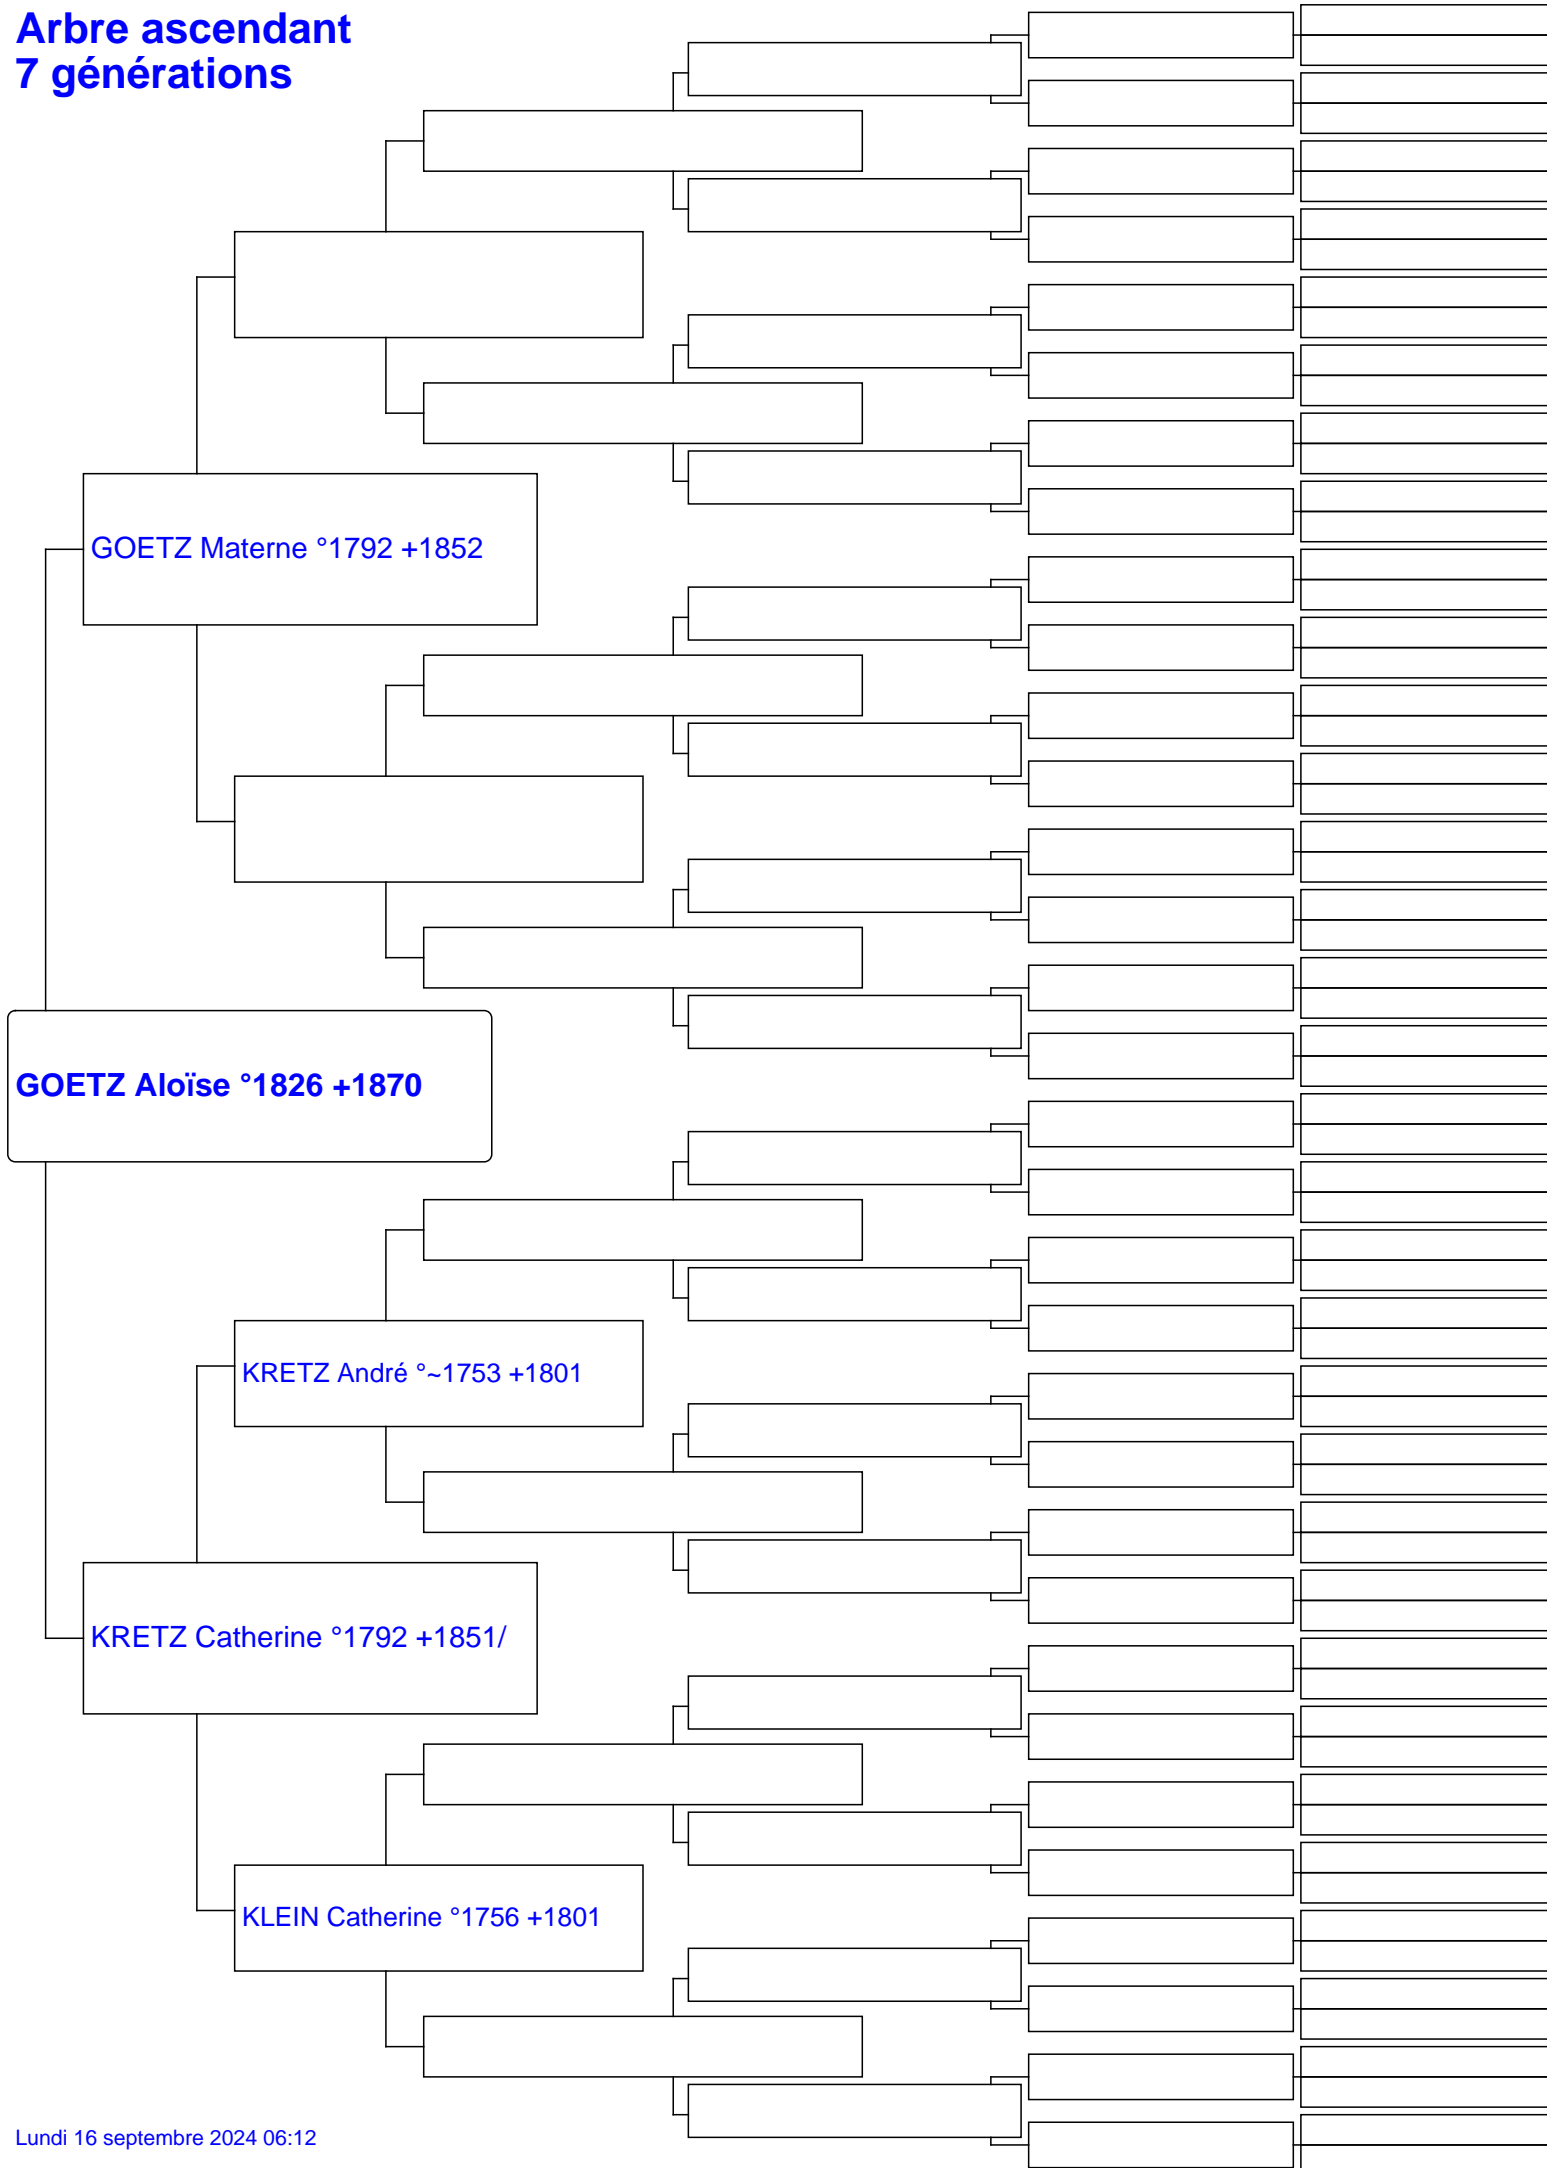 Arbre ascendant
7 générations
GOETZ Materne °1792 +1852
GOETZ Aloïse °1826 +1870
KRETZ André °~1753 +1801
KRETZ Catherine °1792 +1851/
KLEIN Catherine °1756 +1801
Lundi 16 septembre 2024 06:12